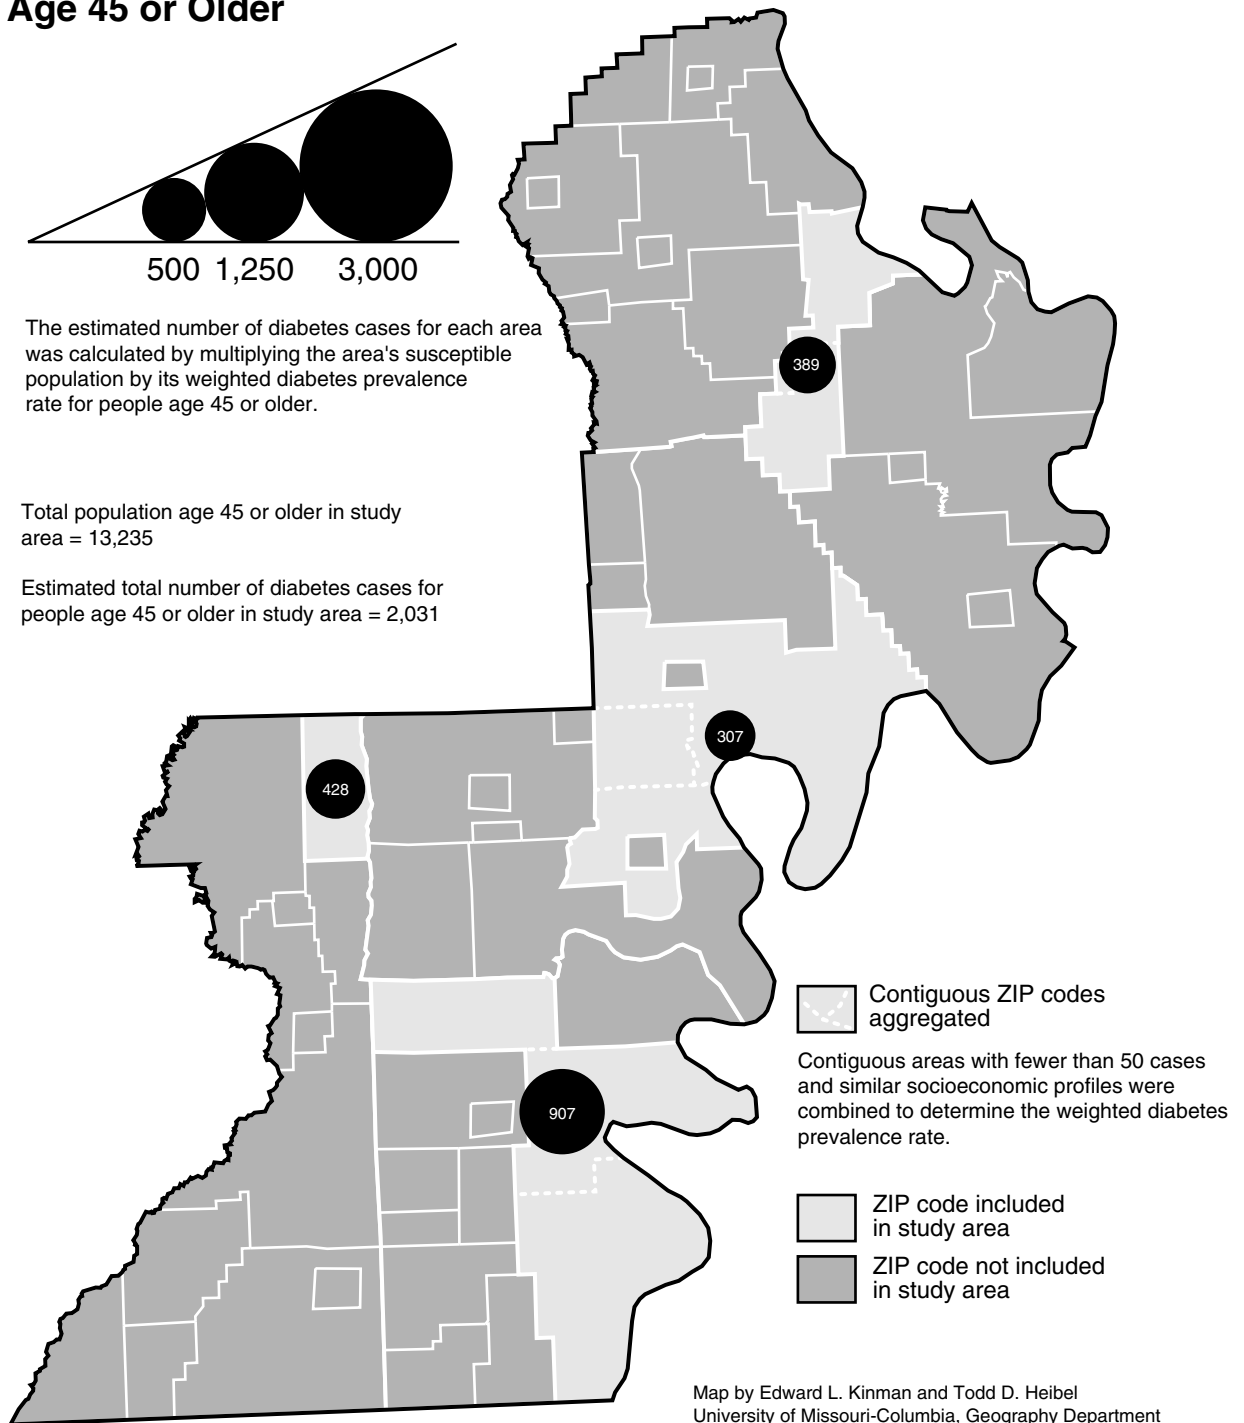 Age 45 or Older
500 1,250 3,000
The estimated number of diabetes cases for each area
was calculated by multiplying the area's susceptible
population by its weighted diabetes prevalence
rate for people age 45 or older.
389
Total population age 45 or older in study
area = 13,235
Estimated total number of diabetes cases for
people age 45 or older in study area = 2,031
307
428
907
Contiguous ZIP codes
aggregated
Contiguous areas with fewer than 50 cases
and similar socioeconomic profiles were
combined to determine the weighted diabetes
prevalence rate.
ZIP code included
in study area
ZIP code not included
in study area
Map by Edward L. Kinman and Todd D. Heibel
University of Missouri-Columbia, Geography Department